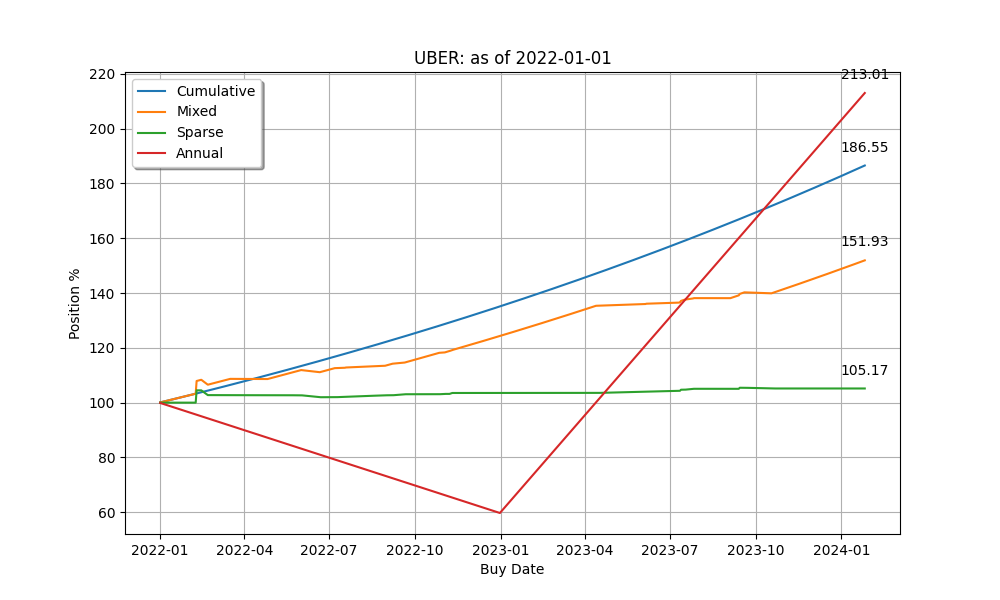 UBER: as of 2022-01-01
Cumulative
Mixed
Sparse
Annual
213.01
186.55
151.93
105.17
220
200
180
160
140
120
100
80
60
Position %
2022-01 2022-04 2022-07 2022-10 2023-01 2023-04 2023-07 2023-10 2024-01
Buy Date